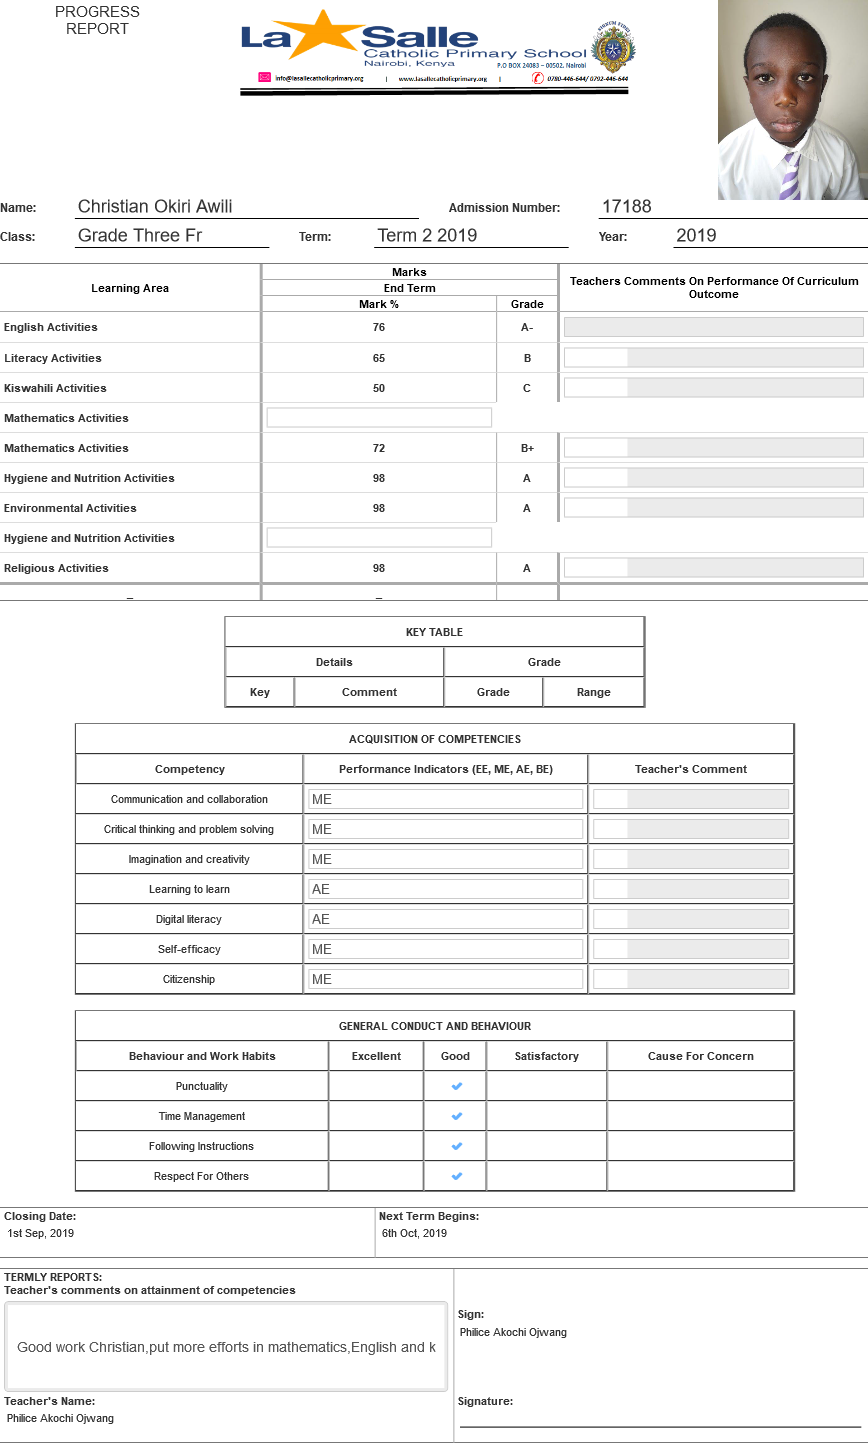 PROGRESS
REPORT
La Salle
Catholic Primary School
Nairobi, Kenya
P.O BOX 24083 – 00502, Nairobi
info@lasallecatholicprimary.org | www.lasallecatholicprimary.org | 0780-446-644/ 0792-446-644
Name: Christian Okiri Awili Admission Number: 17188
Class: Grade Three Fr Term: Term 2 2019 Year: 2019
Learning Area Marks Teachers Comments On Performance Of Curriculum Outcome
End Term
Mark % Grade
English Activities 76 A-
Literacy Activities 65 B
Kiswahili Activities 50 C
Mathematics Activities
Mathematics Activities 72 B+
Hygiene and Nutrition Activities 98 A
Environmental Activities 98 A
Hygiene and Nutrition Activities
Religious Activities 98 A
_ _
KEY TABLE
Details Grade
Key Comment Grade Range
ACQUISITION OF COMPETENCIES
Competency Performance Indicators (EE, ME, AE, BE) Teacher's Comment
Communication and collaboration ME
Critical thinking and problem solving ME
Imagination and creativity ME
Learning to learn AE
Digital literacy AE
Self-efficacy ME
Citizenship ME
GENERAL CONDUCT AND BEHAVIOUR
Behaviour and Work Habits Excellent Good Satisfactory Cause For Concern
Punctuality ✓
Time Management ✓
Following Instructions ✓
Respect For Others ✓
Closing Date: Next Term Begins:
1st Sep, 2019 6th Oct, 2019
TERMLY REPORTS:
Teacher's comments on attainment of competencies
Good work Christian,put more efforts in mathematics,English and k
Sign:
Philice Akochi Ojwang
Teacher's Name: Signature:
Philice Akochi Ojwang